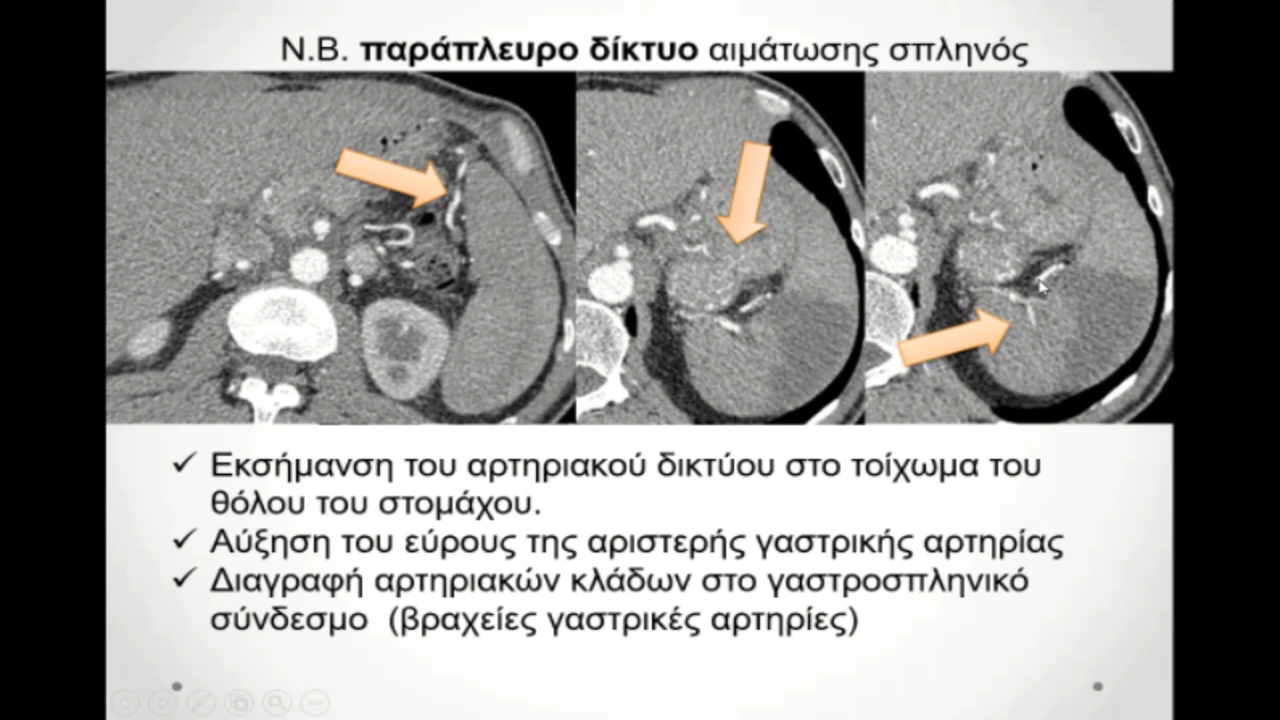 Ν.Β. παράπλευρο δίκτυο αιμάτωσης σπληνός
✓ Εκσήμανση του αρτηριακού δικτύου στο τοίχωμα του
θόλου του στομάχου.
✓ Αύξηση του εύρους της αριστερής γαστρικής αρτηρίας
✓ Διαγραφή αρτηριακών κλάδων στο γαστροσπληνικό
σύνδεσμο (βραχείες γαστρικές αρτηρίες)